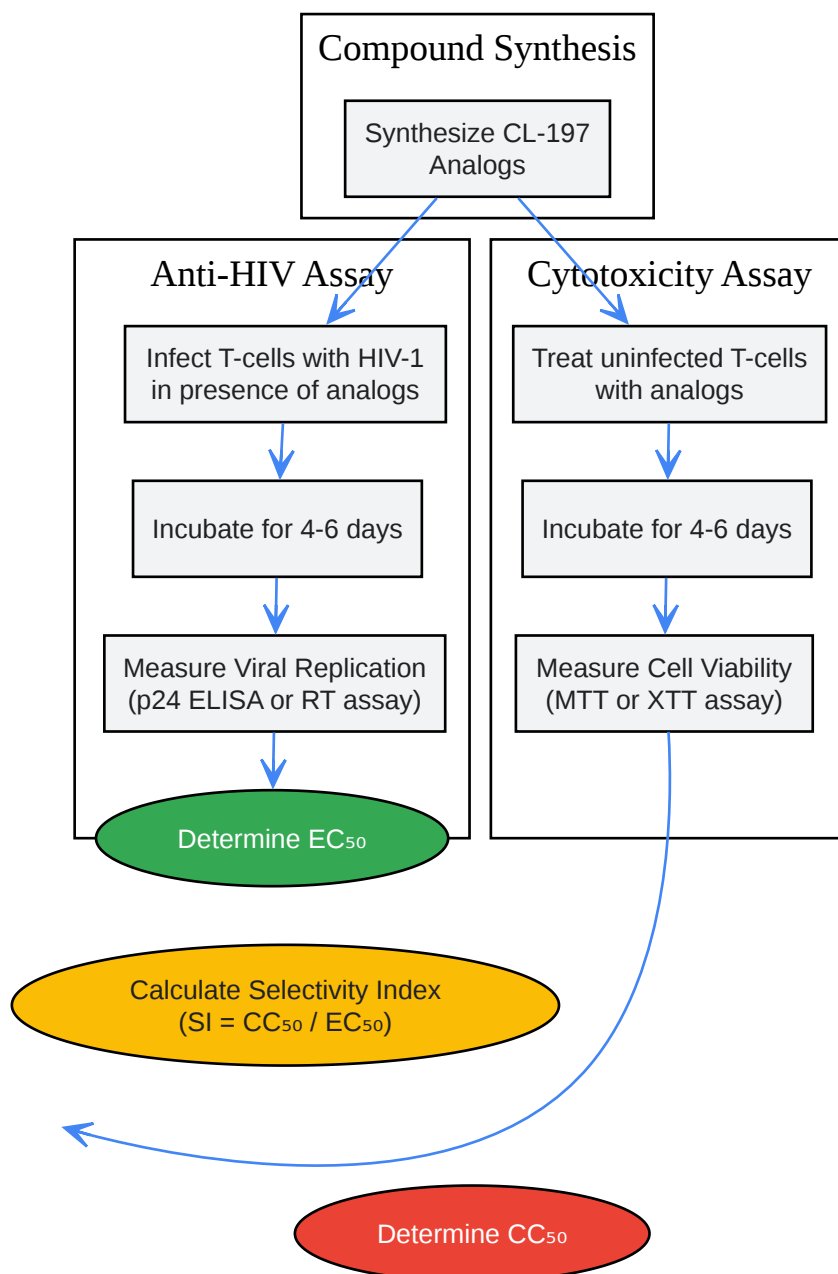 Compound Synthesis
Synthesize CL-197
Analogs
Anti-HIV Assay
Infect T-cells with HIV-1
in presence of analogs
Incubate for 4-6 days
Measure Viral Replication
(p24 ELISA or RT assay)
Determine EC₅₀
Cytotoxicity Assay
Treat uninfected T-cells
with analogs
Incubate for 4-6 days
Measure Cell Viability
(MTT or XTT assay)
Calculate Selectivity Index
(SI = CC₅₀ / EC₅₀)
Determine CC₅₀